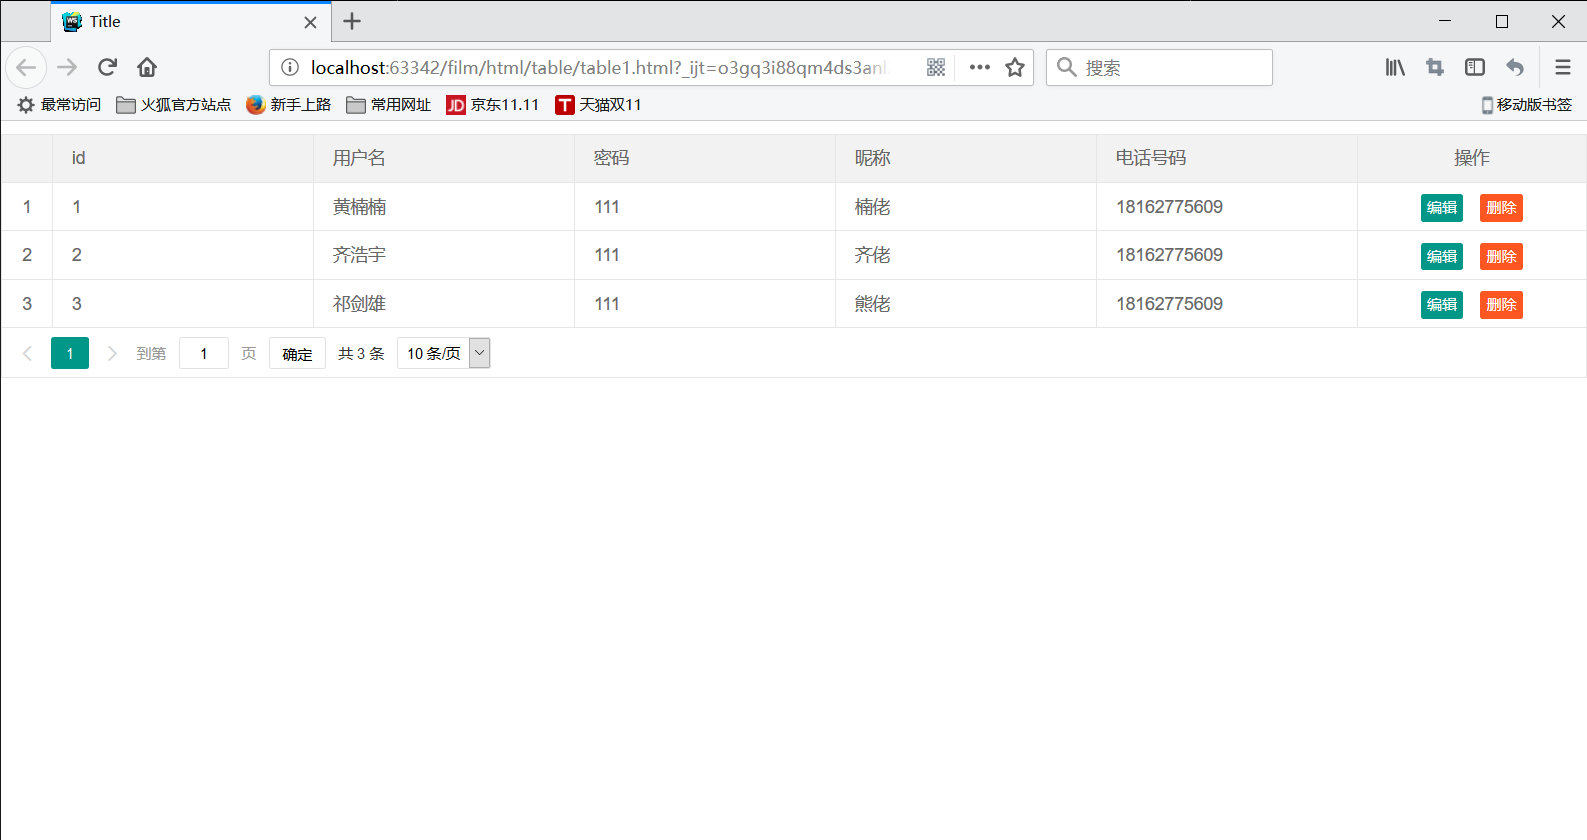 Title
localhost:63342/film/html/table/table1.html?_ijt=o3gq3i88qm4ds3anl
搜索
最常访问 火狐官方站点 新手上路 常用网址 JD 京东11.11 T 天猫双11 移动版书签
id 用户名 密码 昵称 电话号码 操作
1 1 黄楠楠 111 楠佬 18162775609 编辑 删除
2 2 齐浩宇 111 齐佬 18162775609 编辑 删除
3 3 祁剑雄 111 熊佬 18162775609 编辑 删除
1 到第 1 页 确定 共 3 条 10 条/页